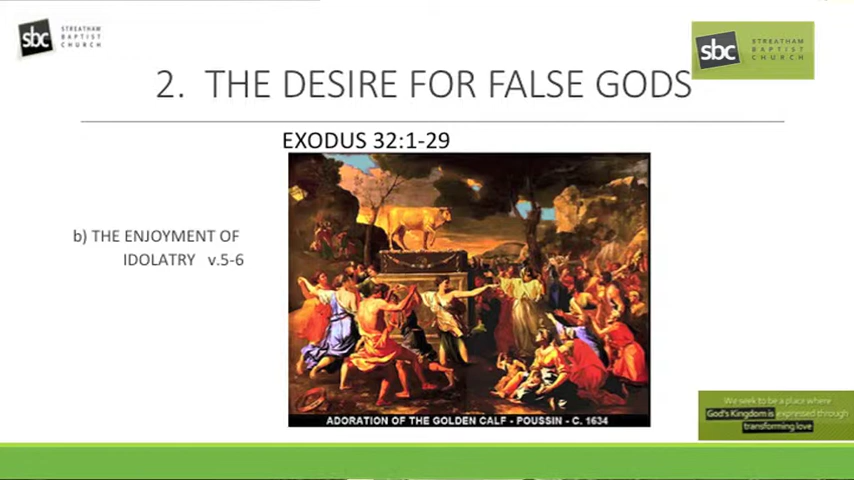 sbc
STREATHAM
BAPTIST
CHURCH
sbc
STREATHAM
BAPTIST
CHURCH
2. THE DESIRE FOR FALSE GODS
EXODUS 32:1-29
b) THE ENJOYMENT OF
IDOLATRY v.5-6
ADORATION OF THE GOLDEN CALF - POUSSIN - C. 1634
We seek to be a place where
God's Kingdom is expressed through
transforming love